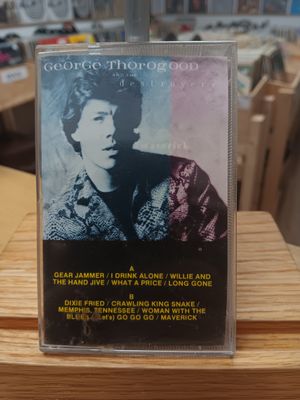 GEORGE THOROGOOD
and the
destroyers
maverick
A
GEAR JAMMER / I DRINK ALONE / WILLIE AND
THE HAND JIVE / WHAT A PRICE / LONG GONE
B
DIXIE FRIED / CRAWLING KING SNAKE /
MEMPHIS, TENNESSEE / WOMAN WITH THE
GO GO GO / MAVERICK